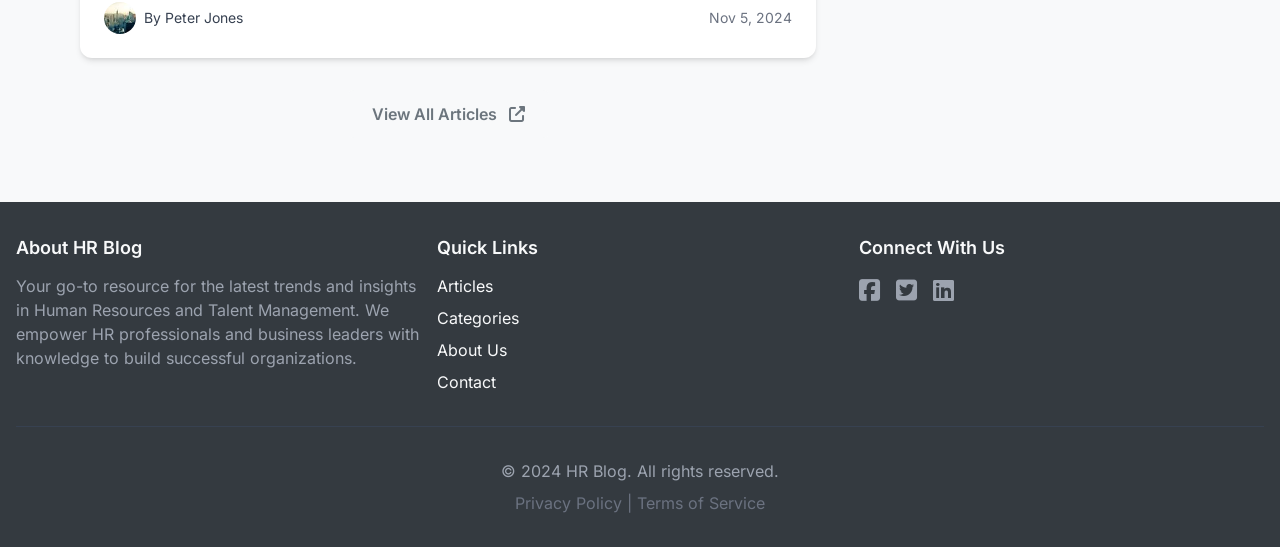 By Peter Jones
Nov 5, 2024
View All Articles
About HR Blog
Your go-to resource for the latest trends and insights
in Human Resources and Talent Management. We
empower HR professionals and business leaders with
knowledge to build successful organizations.
Quick Links
Articles
Categories
About Us
Contact
Connect With Us
© 2024 HR Blog. All rights reserved.
Privacy Policy | Terms of Service